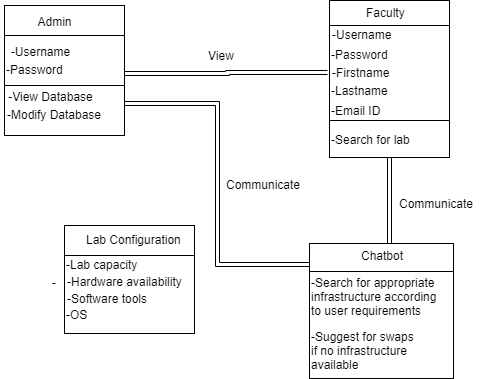 Admin
-Username
-Password
-View Database
-Modify Database
View
Faculty
-Username
-Password
-Firstname
-Lastname
-Email ID
-Search for lab
Communicate
Communicate
Lab Configuration
-Lab capacity
-Hardware availability
-Software tools
-OS
-
Chatbot
-Search for appropriate
infrastructure according
to user requirements
-Suggest for swaps
if no infrastructure
available